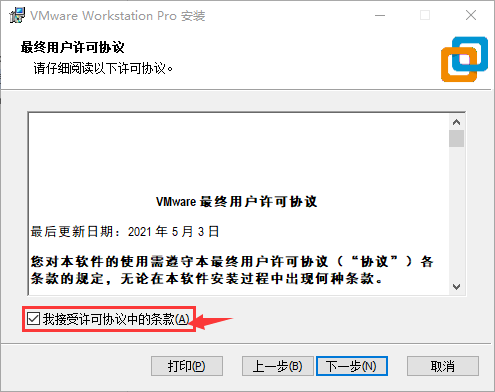 VMware Workstation Pro 安装
最终用户许可协议
请仔细阅读以下许可协议。
VMware 最终用户许可协议
最后更新日期：2021 年 5 月 3 日
您对本软件的使用需遵守本最终用户许可协议（“协议”）各
条款的规定，无论在本软件安装过程中出现何种条款。
我接受许可协议中的条款(A)
打印(P) 上一步(B) 下一步(N) 取消